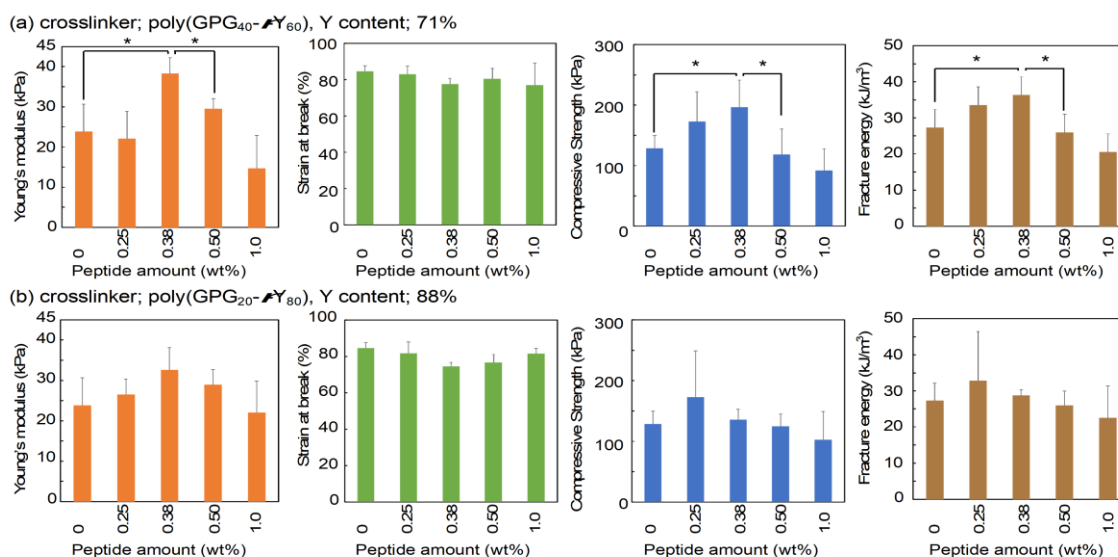 (a) crosslinker; poly(GPG40-r-Y60), Y content; 71%
Young's modulus (kPa)
45
40
30
20
10
0
* *
0 0.25 0.38 0.50 1.0
Peptide amount (wt%)
Strain at break (%)
100
80
60
40
20
0
0 0.25 0.38 0.50 1.0
Peptide amount (wt%)
Compressive Strength (kPa)
300
200
100
0
* *
0 0.25 0.38 0.50 1.0
Peptide amount (wt%)
Fracture energy (kJ/m³)
50
40
30
20
10
0
* *
0 0.25 0.38 0.50 1.0
Peptide amount (wt%)
(b) crosslinker; poly(GPG20-r-Y80), Y content; 88%
Young's modulus (kPa)
45
40
30
20
10
0
0 0.25 0.38 0.50 1.0
Peptide amount (wt%)
Strain at break (%)
100
80
60
40
20
0
0 0.25 0.38 0.50 1.0
Peptide amount (wt%)
Compressive Strength (kPa)
300
200
100
0
0 0.25 0.38 0.50 1.0
Peptide amount (wt%)
Fracture energy (kJ/m³)
50
40
30
20
10
0
0 0.25 0.38 0.50 1.0
Peptide amount (wt%)